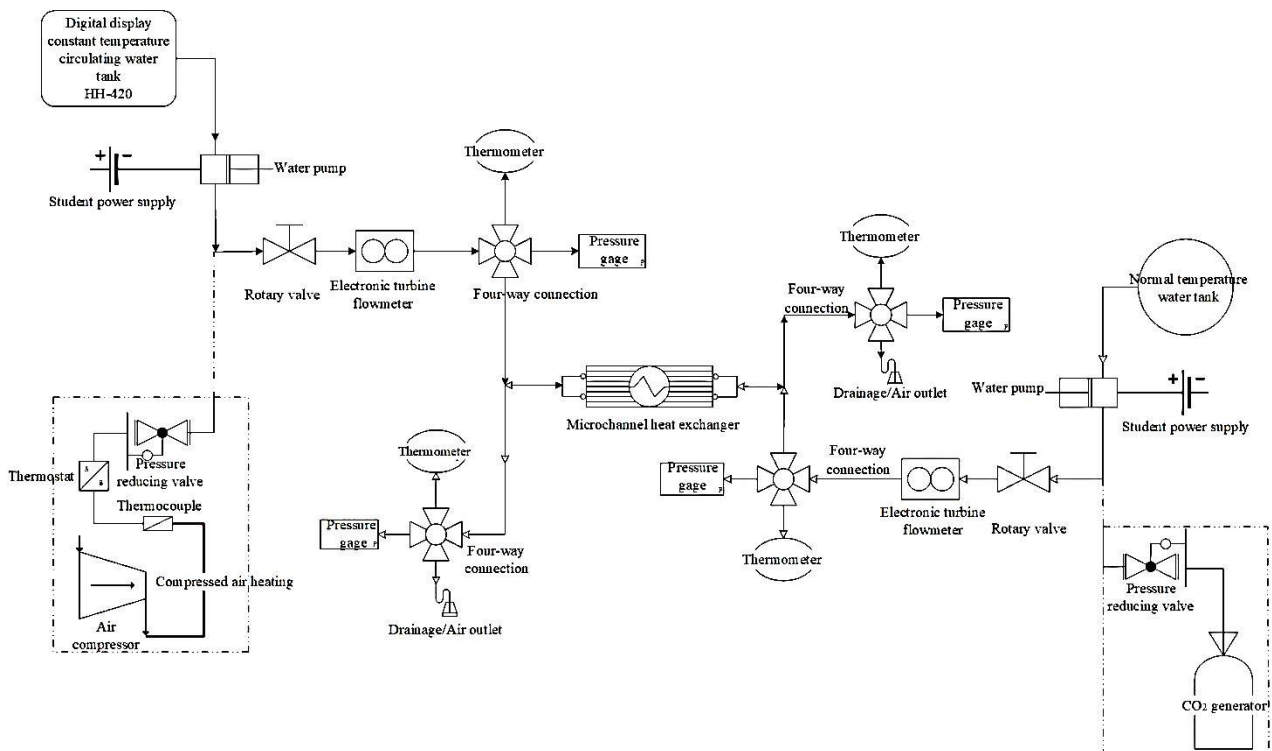 Digital display
constant temperature
circulating water
tank
HH-420
+ −
Water pump
Student power supply
Thermometer
Pressure
gage P
Rotary valve
Electronic turbine
flowmeter
Four-way connection
Thermometer
Four-way
connection
Pressure
gage P
Drainage/Air outlet
Normal temperature
water tank
Water pump
+ −
Student power supply
Microchannel heat exchanger
Pressure
reducing valve
Thermostat
Thermocouple
Compressed air heating
Air
compressor
Thermometer
Pressure
gage P
Four-way
connection
Drainage/Air outlet
Pressure
gage P
Four-way
connection
Thermometer
Electronic turbine
flowmeter
Rotary valve
Pressure
reducing valve
CO₂ generator